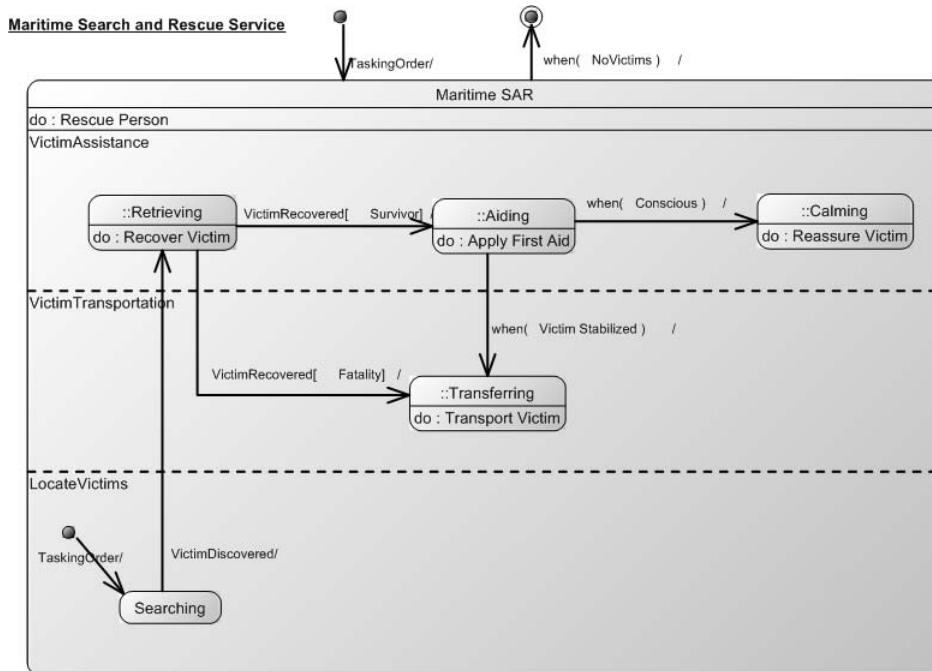 Maritime Search and Rescue Service
TaskingOrder/
when( NoVictims ) /
Maritime SAR
do : Rescue Person
VictimAssistance
::Retrieving
do : Recover Victim
VictimRecovered[ Survivor] /
::Aiding
do : Apply First Aid
when( Conscious ) /
::Calming
do : Reassure Victim
VictimTransportation
when( Victim Stabilized ) /
VictimRecovered[ Fatality] /
::Transferring
do : Transport Victim
LocateVictims
TaskingOrder/
VictimDiscovered/
Searching